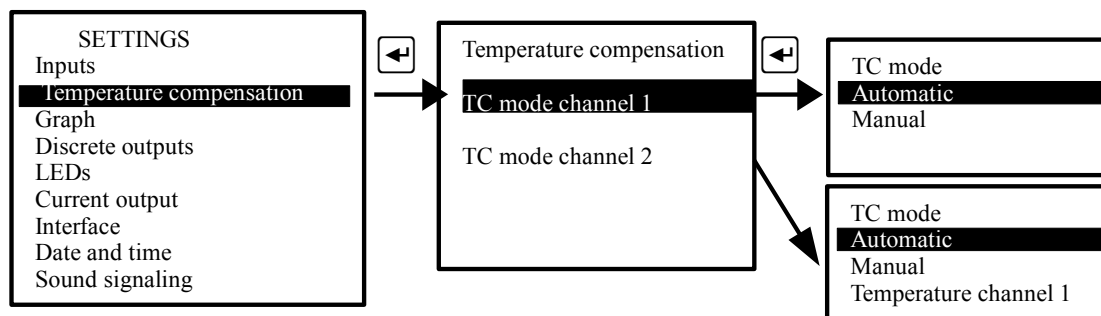 SETTINGS
Inputs
Temperature compensation
Graph
Discrete outputs
LEDs
Current output
Interface
Date and time
Sound signaling
Temperature compensation
TC mode channel 1
TC mode channel 2
TC mode
Automatic
Manual
TC mode
Automatic
Manual
Temperature channel 1